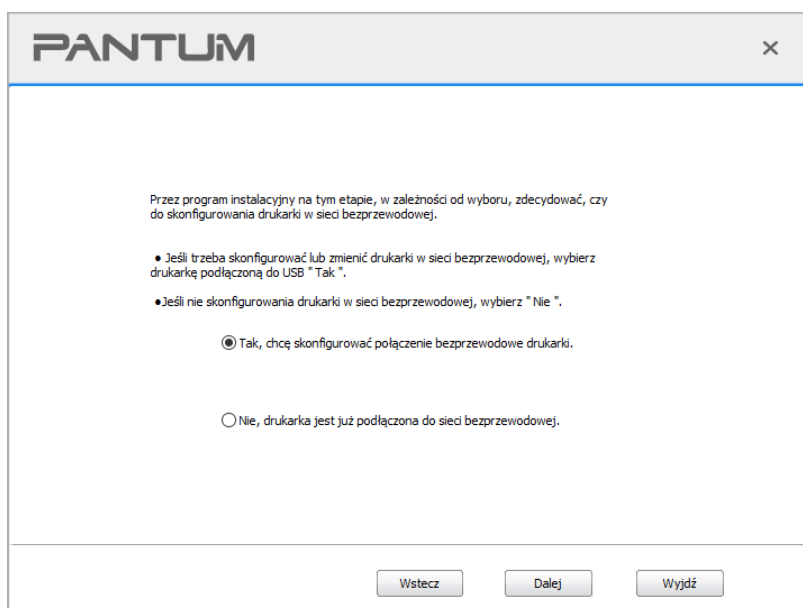 PANTUM
Przez program instalacyjny na tym etapie, w zależności od wyboru, zdecydować, czy
do skonfigurowania drukarki w sieci bezprzewodowej.
● Jeśli trzeba skonfigurować lub zmienić drukarki w sieci bezprzewodowej, wybierz
drukarkę podłączoną do USB " Tak ".
●Jeśli nie skonfigurowania drukarki w sieci bezprzewodowej, wybierz " Nie ".
Tak, chcę skonfigurować połączenie bezprzewodowe drukarki.
Nie, drukarka jest już podłączona do sieci bezprzewodowej.
Wstecz Dalej Wyjdź